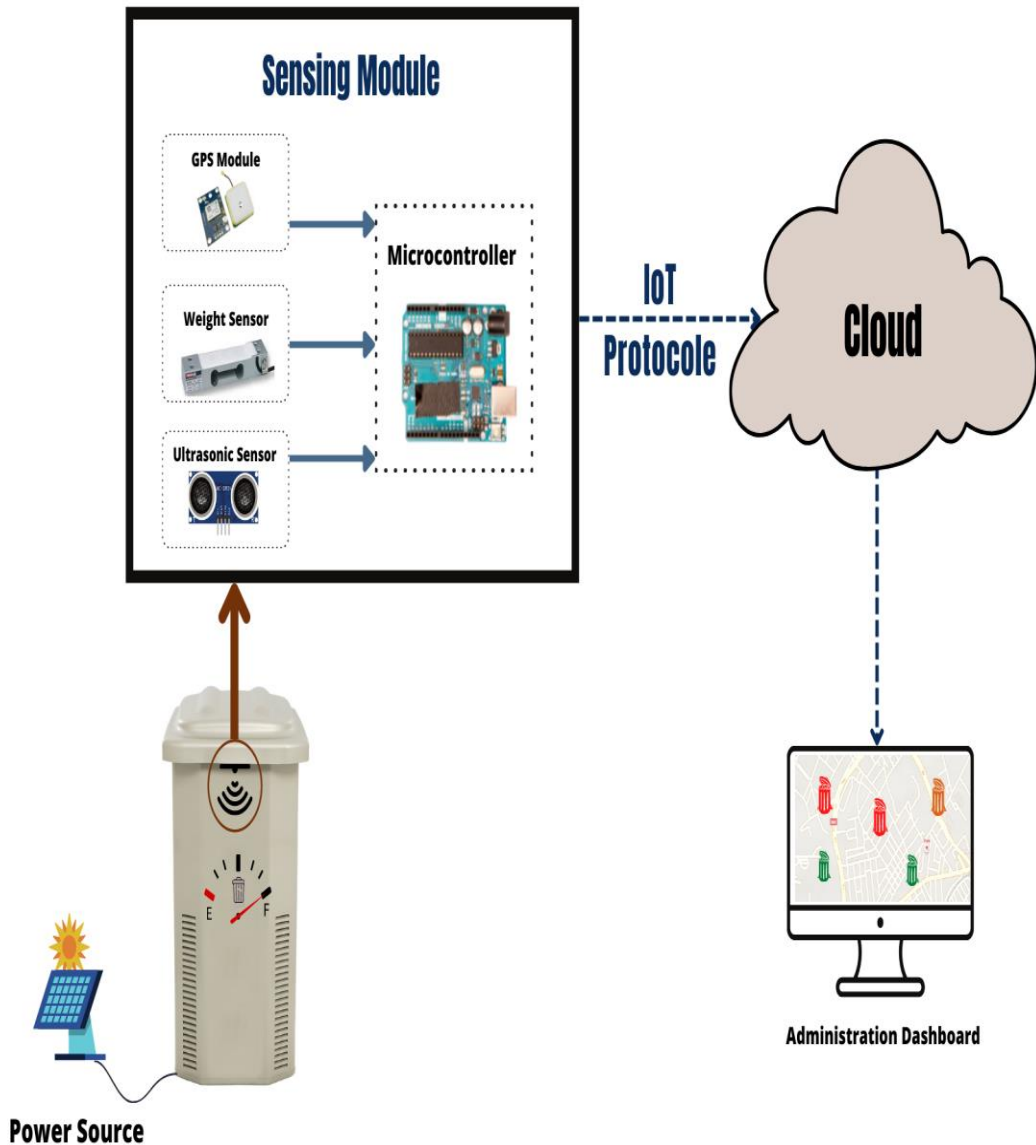 Sensing Module
GPS Module
Weight Sensor
Ultrasonic Sensor
Microcontroller
IoT
Protocole
Cloud
E
F
Power Source
Administration Dashboard